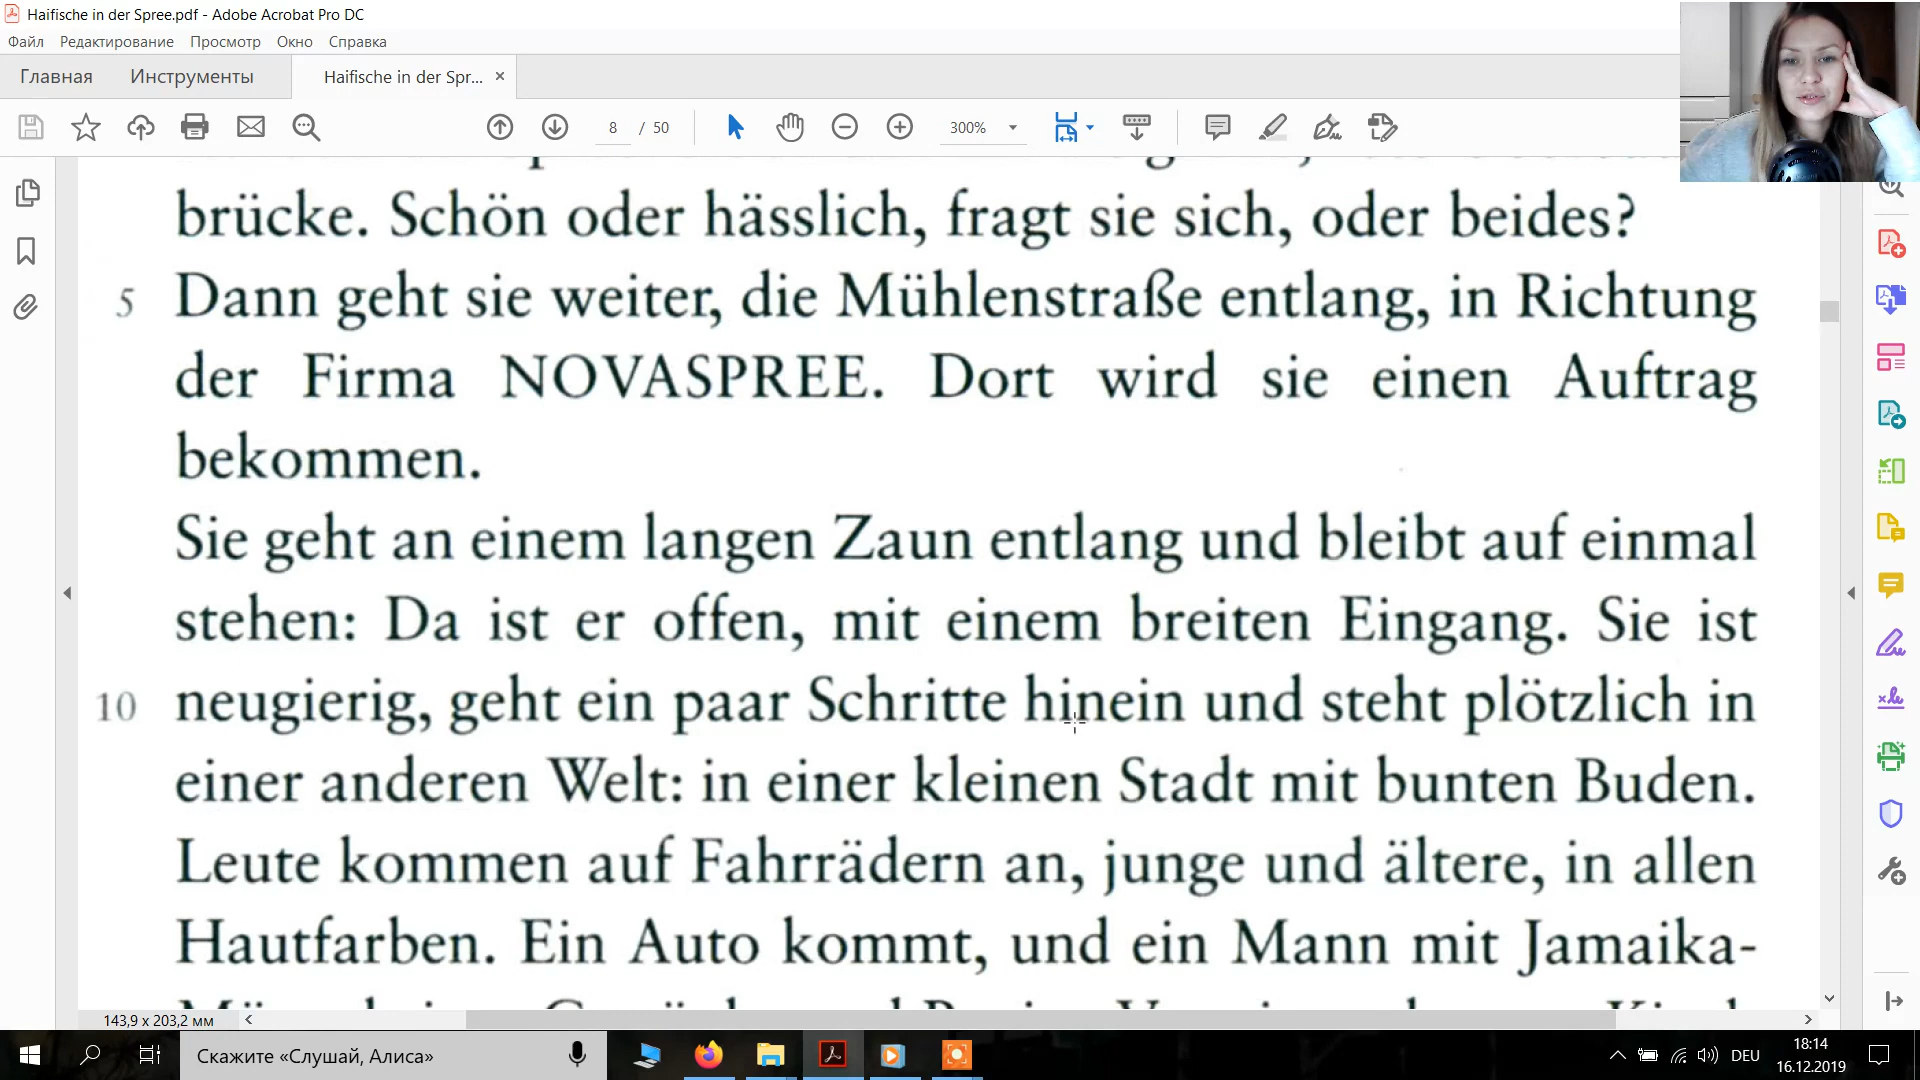 Haifische in der Spree.pdf - Adobe Acrobat Pro DC
Файл Редактирование Просмотр Окно Справка
Главная Инструменты Haifische in der Spr... ×
8 / 50 300%
brücke. Schön oder hässlich, fragt sie sich, oder beides?
5 Dann geht sie weiter, die Mühlenstraße entlang, in Richtung
der Firma NOVASPREE. Dort wird sie einen Auftrag
bekommen.
Sie geht an einem langen Zaun entlang und bleibt auf einmal
stehen: Da ist er offen, mit einem breiten Eingang. Sie ist
10 neugierig, geht ein paar Schritte hinein und steht plötzlich in
einer anderen Welt: in einer kleinen Stadt mit bunten Buden.
Leute kommen auf Fahrrädern an, junge und ältere, in allen
Hautfarben. Ein Auto kommt, und ein Mann mit Jamaika-
143,9 x 203,2 мм
Скажите «Слушай, Алиса»
DEU
18:14
16.12.2019